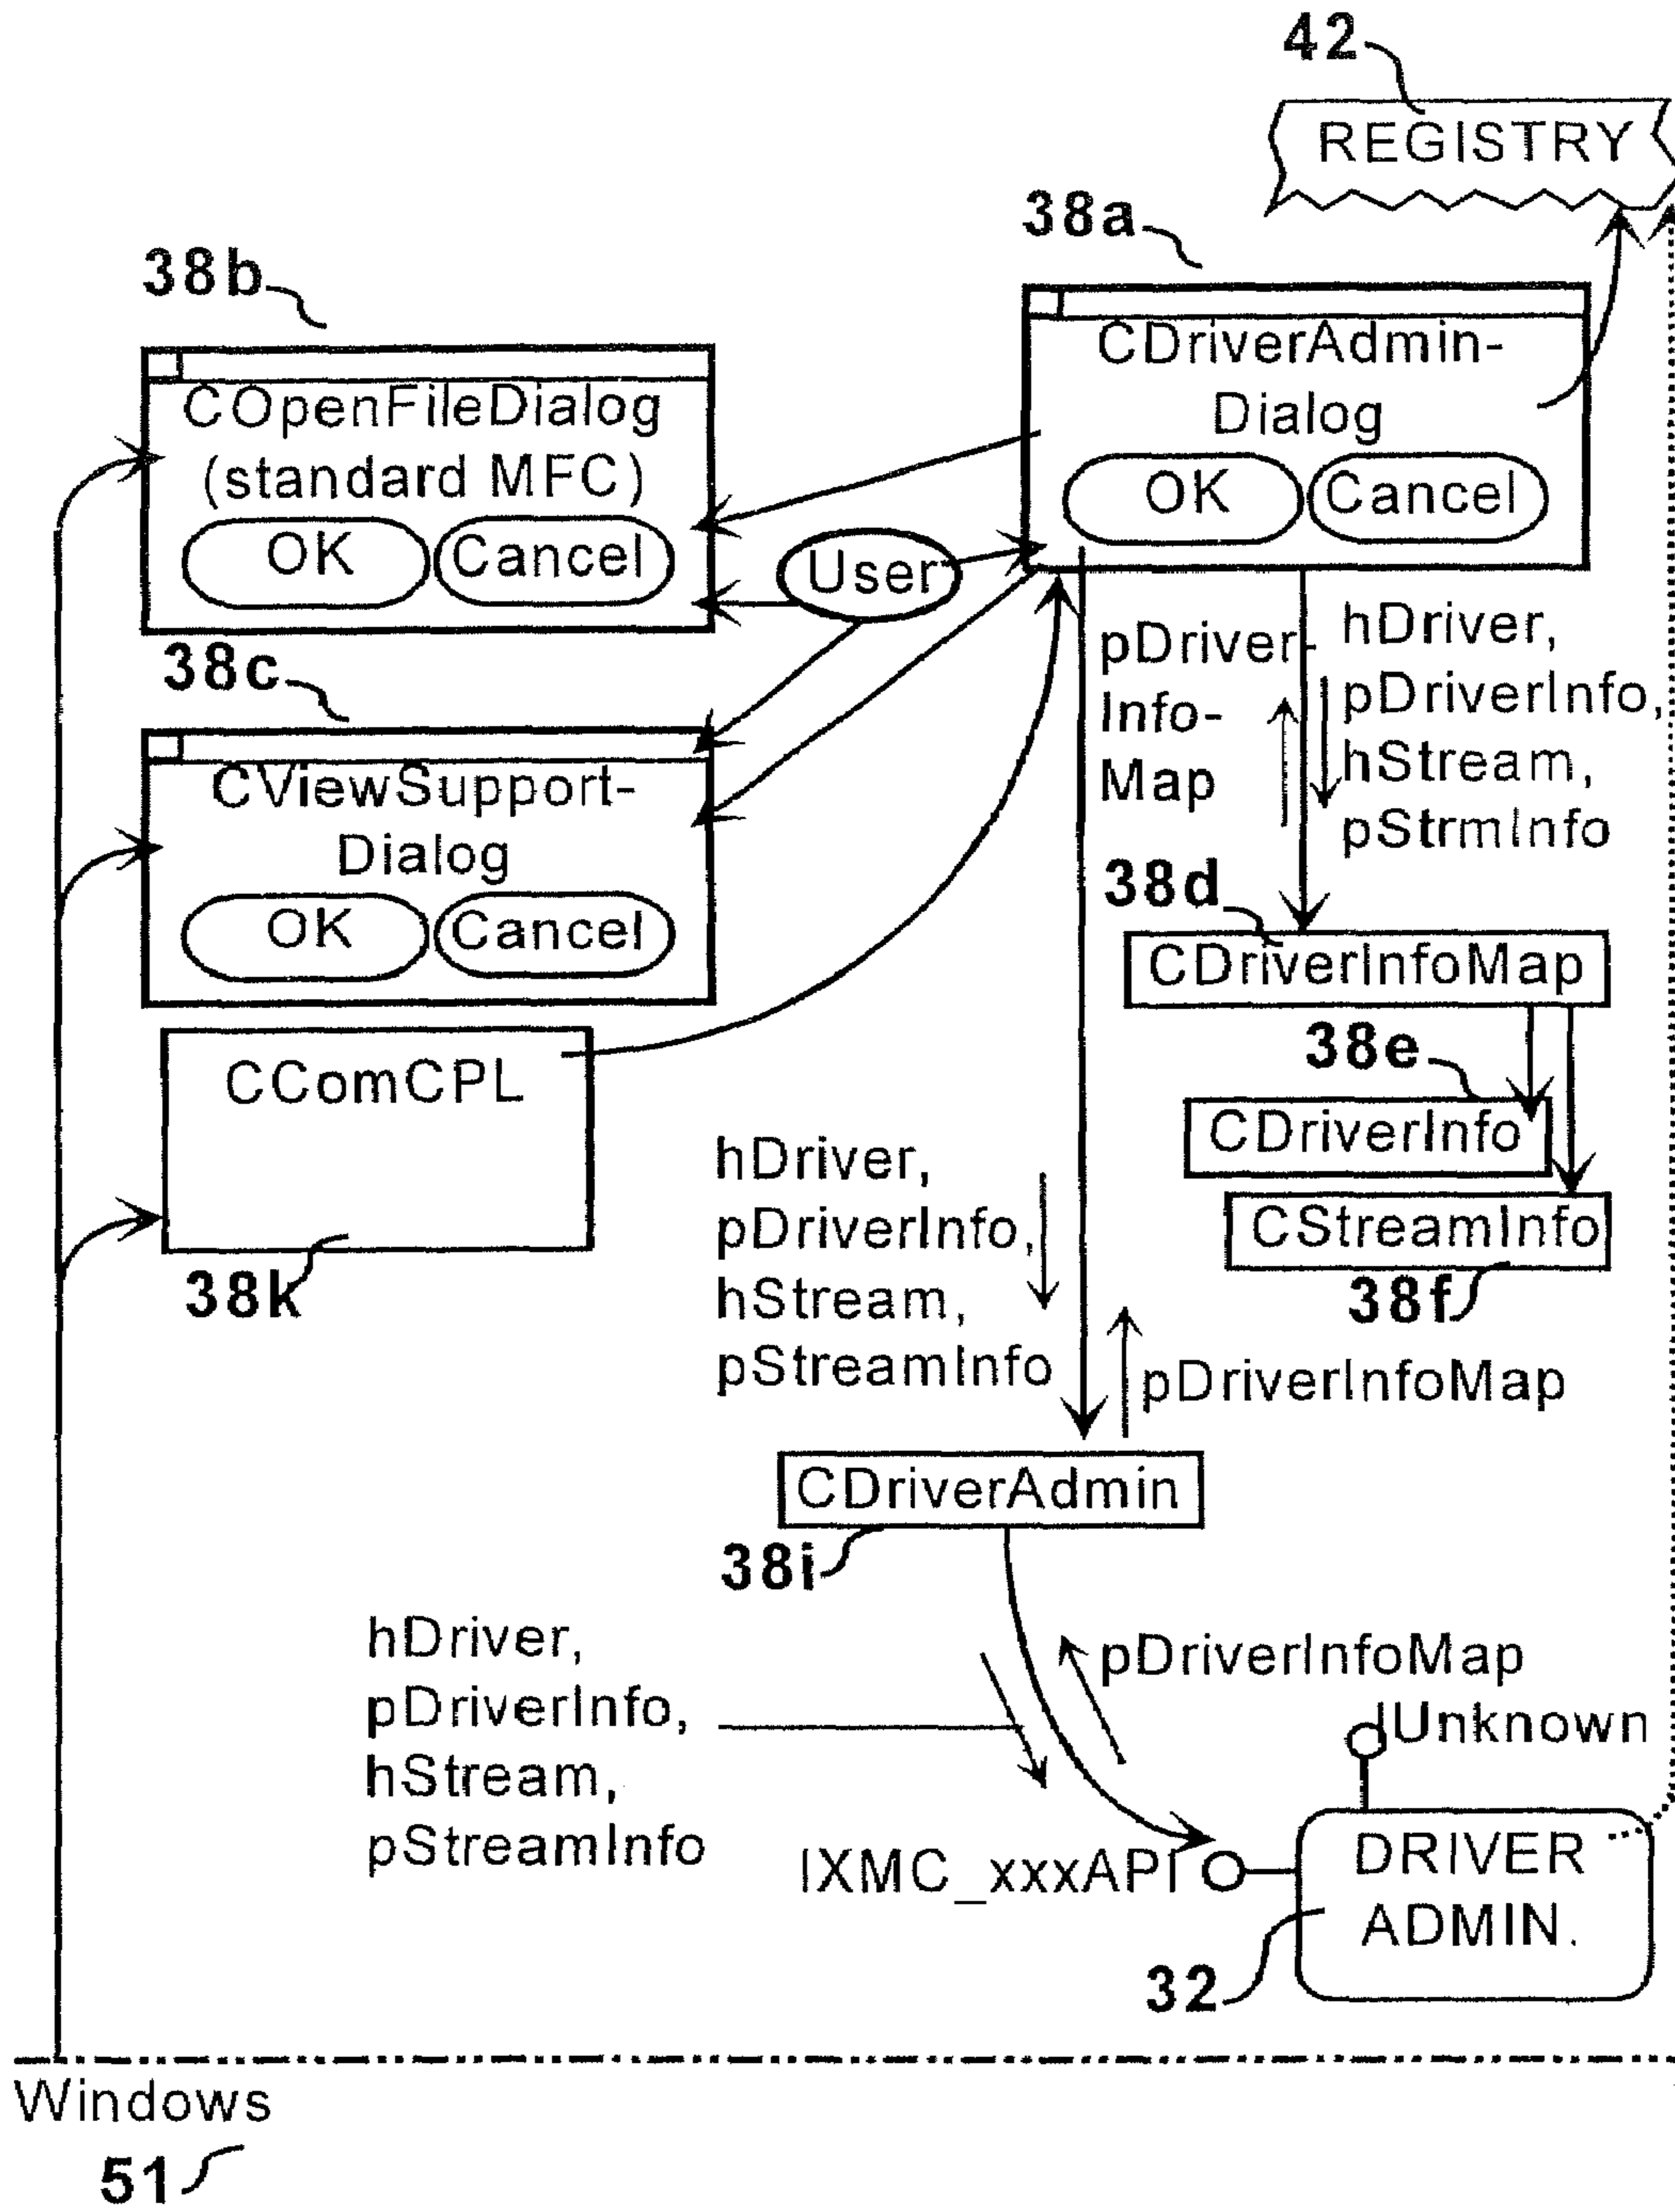 42
REGISTRY
38a
38b
CDriverAdmin-
Dialog
OK
Cancel
COpenFileDialog
(standard MFC)
OK
Cancel
User
38c
pDriver-
Info-
Map
hDriver,
pDriverInfo,
hStream,
pStrmInfo
CViewSupport-
Dialog
OK
Cancel
38d
CDriverInfoMap
38e
CDriverInfo
CStreamInfo
38f
CComCPL
38k
hDriver,
pDriverInfo,
hStream,
pStreamInfo
pDriverInfoMap
CDriverAdmin
38i
hDriver,
pDriverInfo,
hStream,
pStreamInfo
pDriverInfoMap
IUnknown
IXMC_xxxAPI
DRIVER
ADMIN.
32
Windows
51